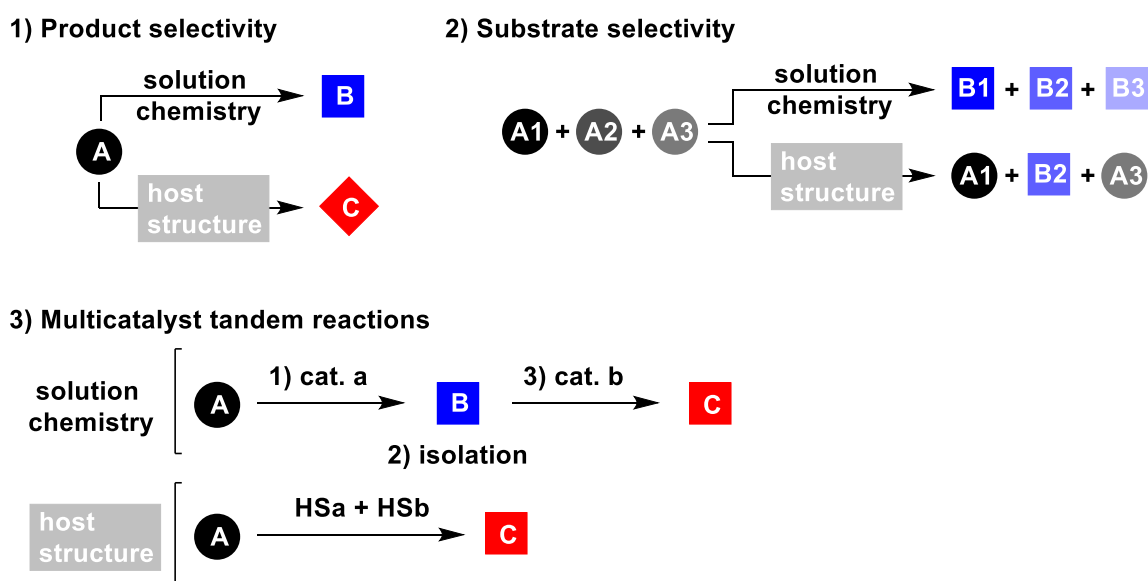 1) Product selectivity
solution
chemistry
B
A
host
structure
C
2) Substrate selectivity
solution
chemistry
B1 + B2 + B3
A1 + A2 + A3
host
structure
A1 + B2 + A3
3) Multicatalyst tandem reactions
solution
chemistry
A
1) cat. a
B
3) cat. b
C
2) isolation
host
structure
A
HSa + HSb
C